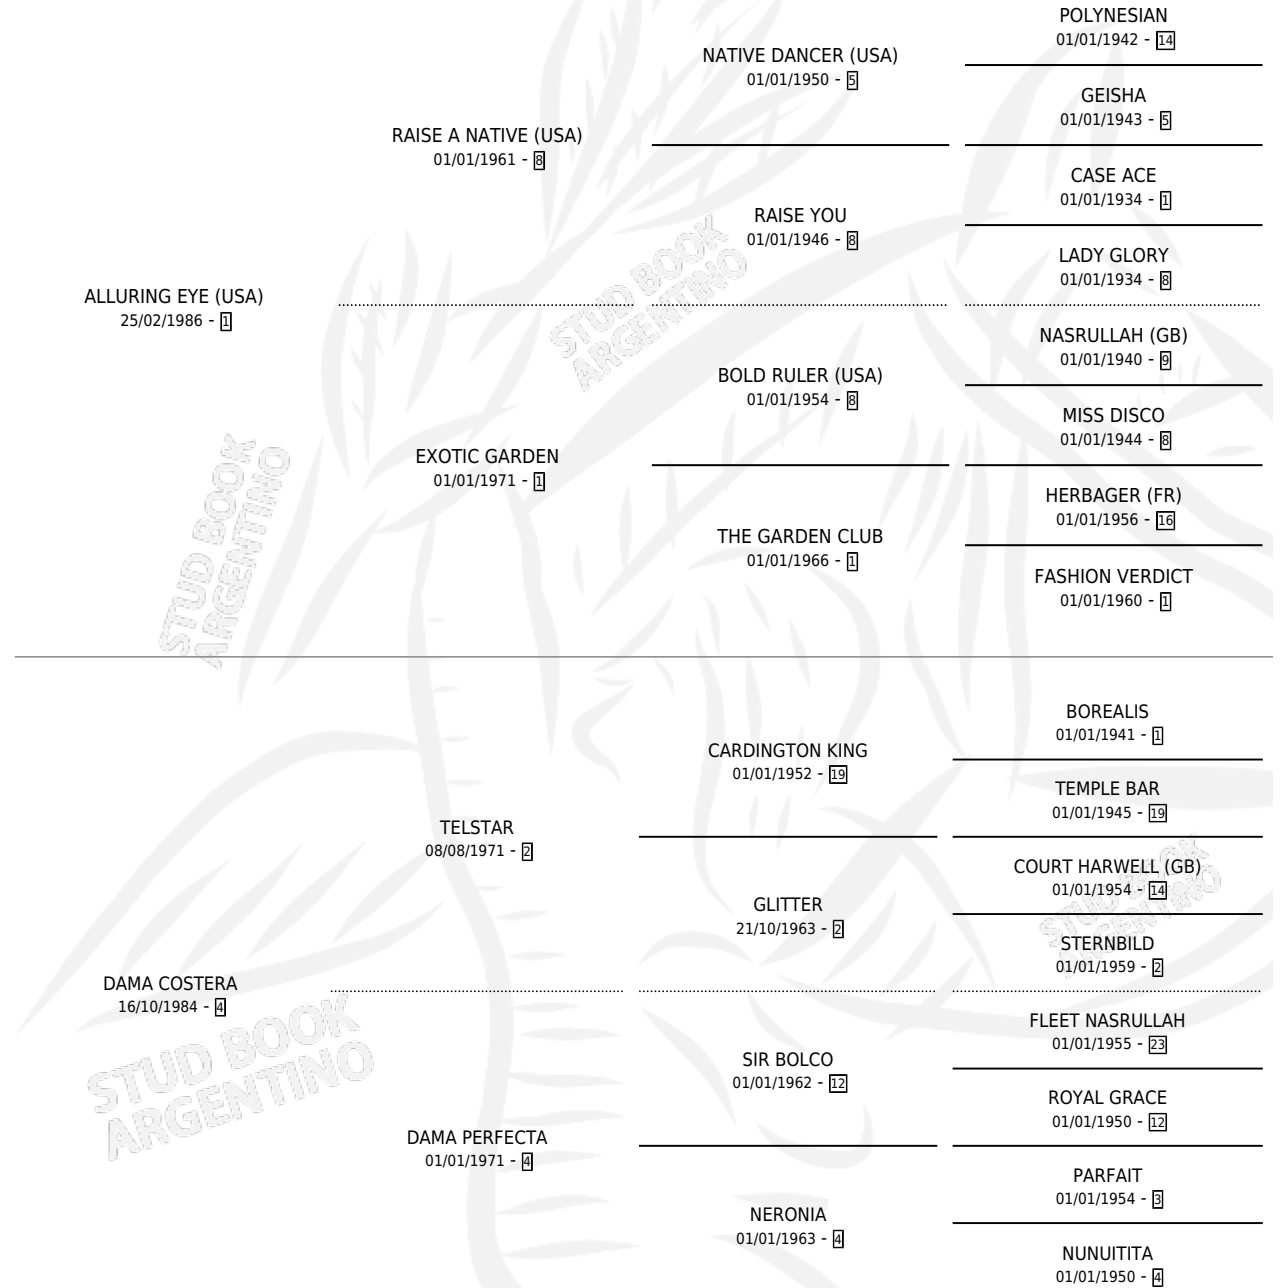 POLYNESIAN
01/01/1942 - 14
NATIVE DANCER (USA)
01/01/1950 - 5
GEISHA
01/01/1943 - 5
RAISE A NATIVE (USA)
01/01/1961 - 8
CASE ACE
01/01/1934 - 1
RAISE YOU
01/01/1946 - 8
LADY GLORY
01/01/1934 - 8
ALLURING EYE (USA)
25/02/1986 - 1
STUD BOOK
ARGENTINO
NASRULLAH (GB)
01/01/1940 - 9
BOLD RULER (USA)
01/01/1954 - 8
MISS DISCO
01/01/1944 - 8
EXOTIC GARDEN
01/01/1971 - 1
HERBAGER (FR)
01/01/1956 - 16
THE GARDEN CLUB
01/01/1966 - 1
FASHION VERDICT
01/01/1960 - 1
STUD BOOK
ARGENTINO
BOREALIS
01/01/1941 - 1
CARDINGTON KING
01/01/1952 - 19
TEMPLE BAR
01/01/1945 - 19
TELSTAR
08/08/1971 - 2
COURT HARWELL (GB)
01/01/1954 - 14
GLITTER
21/10/1963 - 2
STUD BOOK
ARGENTINO
STERNBILD
01/01/1959 - 2
DAMA COSTERA
16/10/1984 - 4
FLEET NASRULLAH
01/01/1955 - 23
SIR BOLCO
01/01/1962 - 12
STUD BOOK
ARGENTINO
ROYAL GRACE
01/01/1950 - 12
DAMA PERFECTA
01/01/1971 - 4
PARFAIT
01/01/1954 - 3
NERONIA
01/01/1963 - 4
NUNUITITA
01/01/1950 - 4